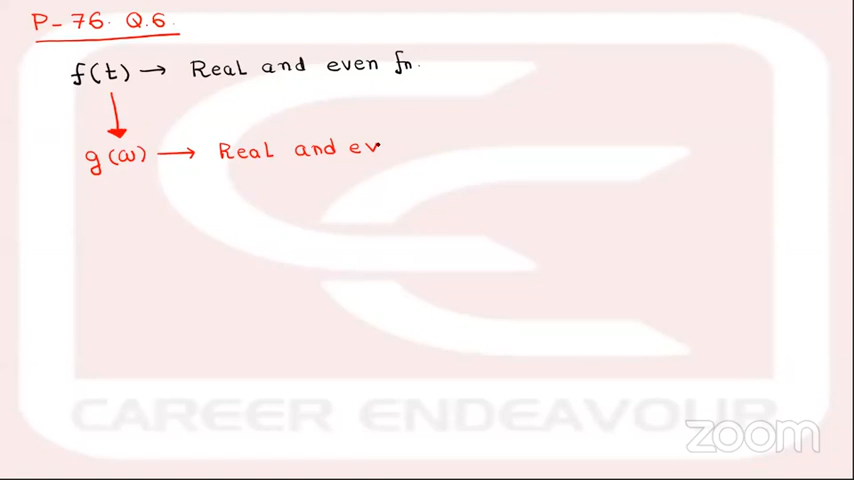 P-76. Q.6.
f(t) → Real and even fn.
g(ω) → Real and ev
CAREER ENDEAVOUR
zoom